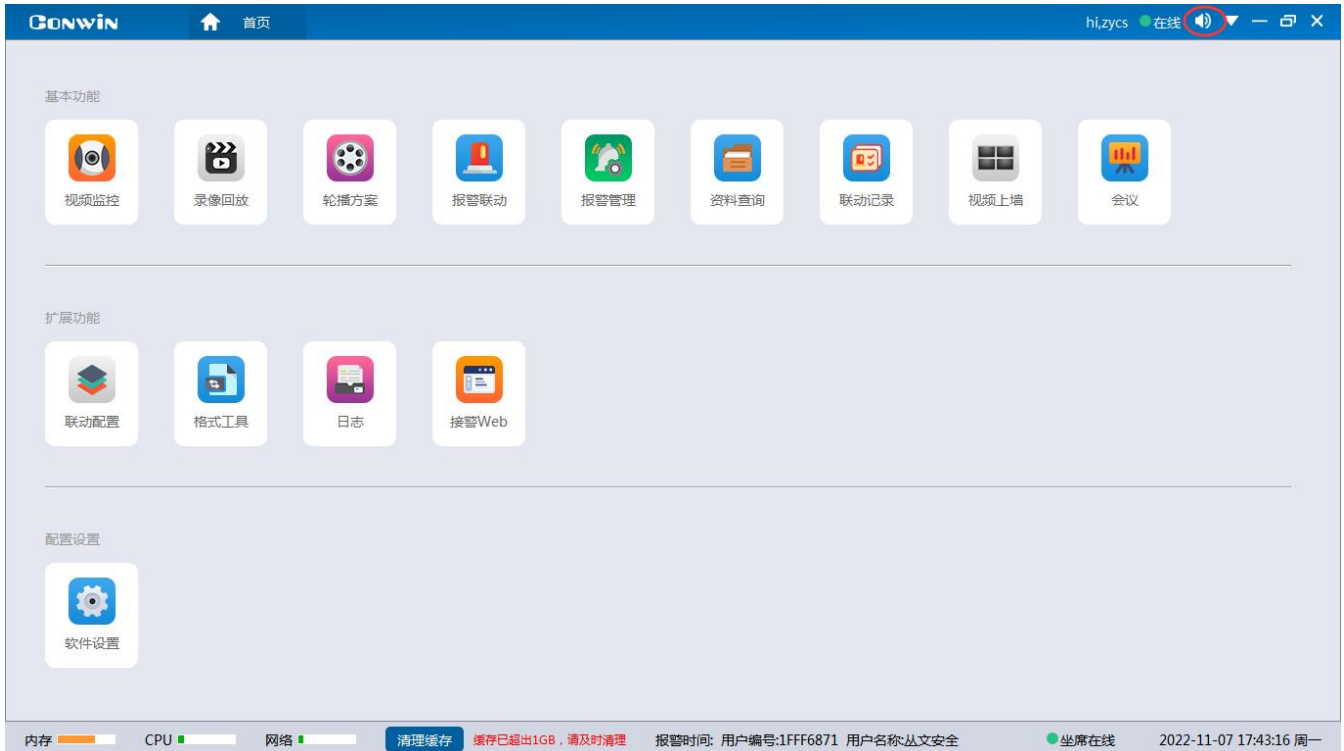 CONWIN 首页 hi,zycs 在线
基本功能
视频监控 录像回放 轮播方案 报警联动 报警管理 资料查询 联动记录 视频上墙 会议
扩展功能
联动配置 格式工具 日志 接警Web
配置设置
软件设置
内存 CPU 网络 清理缓存 缓存已超出1GB，请及时清理 报警时间: 用户编号:1FFF6871 用户名称:丛文安全 坐席在线 2022-11-07 17:43:16 周一